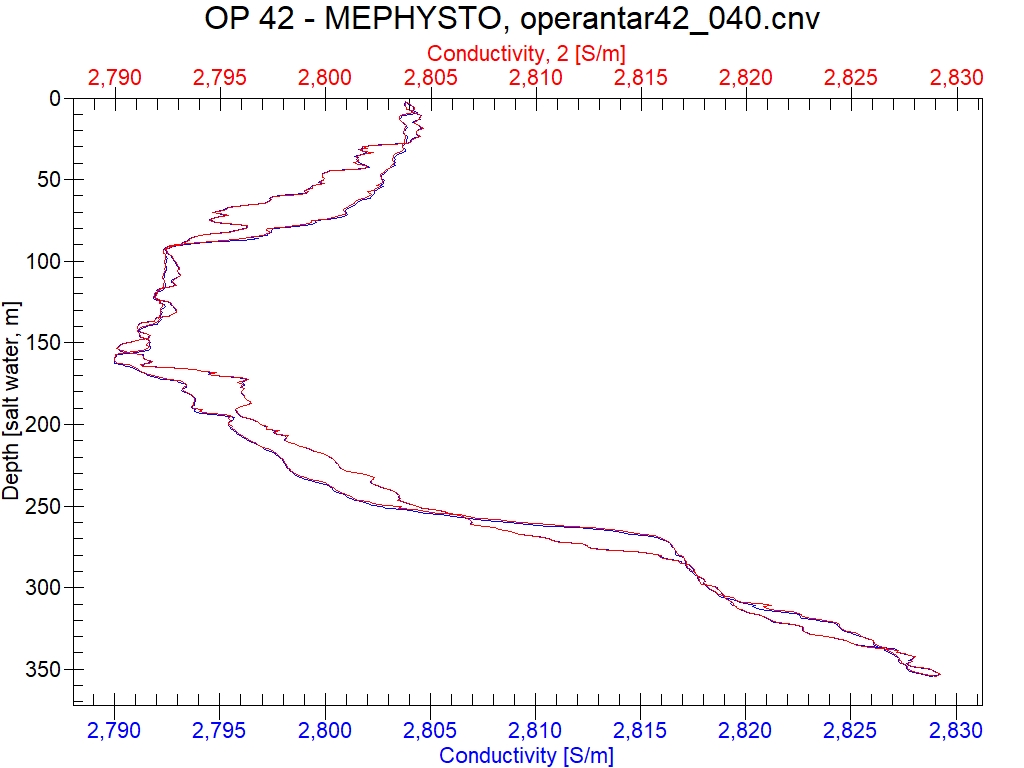 OP 42 - MEPHYSTO, operantar42_040.cnv
Conductivity, 2 [S/m]
2,790 2,795 2,800 2,805 2,810 2,815 2,820 2,825 2,830
Depth [salt water, m]
0
50
100
150
200
250
300
350
2,790 2,795 2,800 2,805 2,810 2,815 2,820 2,825 2,830
Conductivity [S/m]